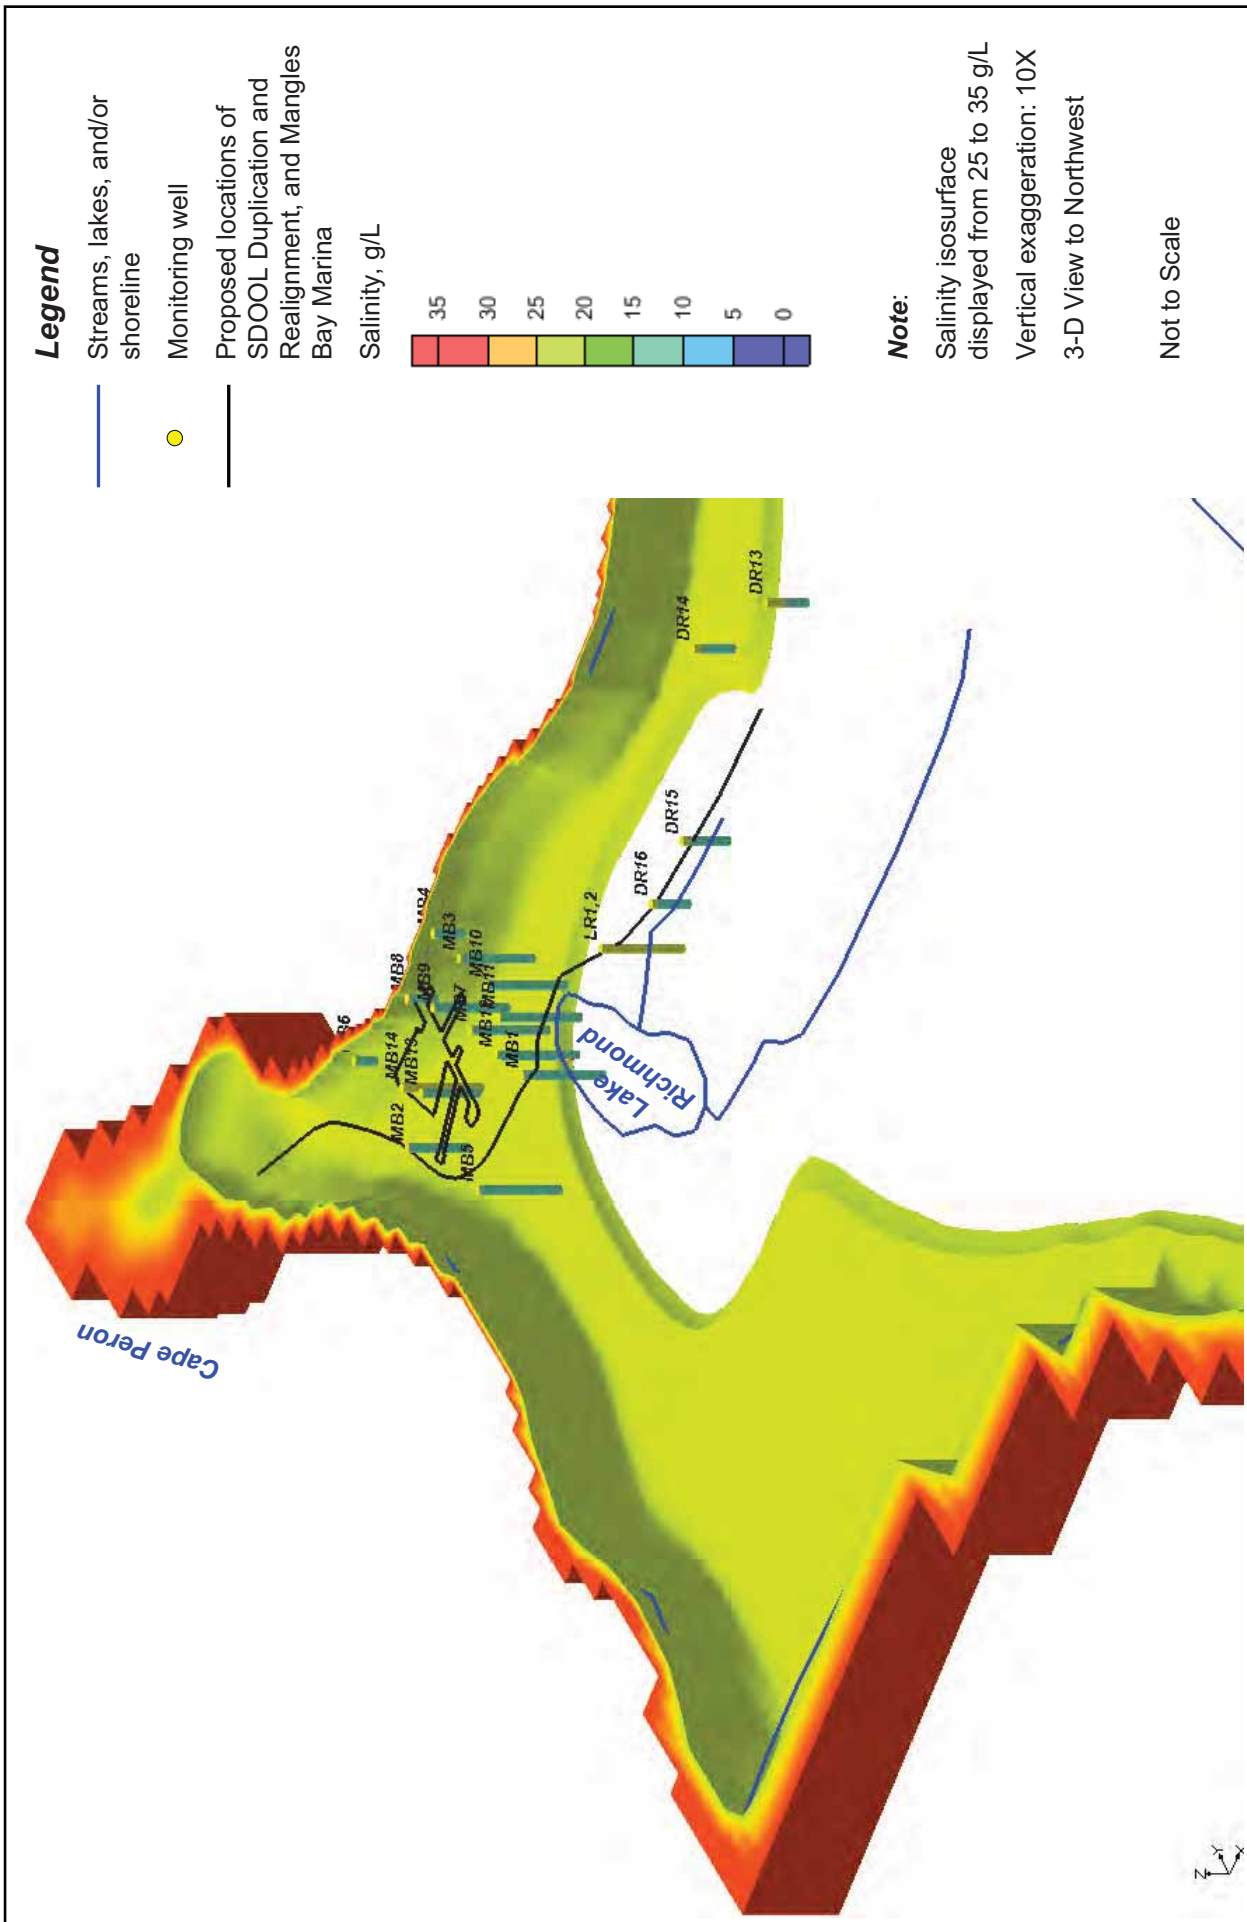 Legend
Streams, lakes, and/or
shoreline
Monitoring well
Proposed locations of
SDOOL Duplication and
Realignment, and Mangles
Bay Marina
Salinity, g/L
35
30
25
20
15
10
5
0
Note:
Salinity isosurface
displayed from 25 to 35 g/L
Vertical exaggeration: 10X
3-D View to Northwest
Not to Scale
Cape Peron
MB14
MB13
MB2
MB5
MB8
MB9
MB4
MB3
MB10
MB11
MB1
LR1,2
DR16
DR15
DR14
DR13
Lake
Richmond
Z
Y
X